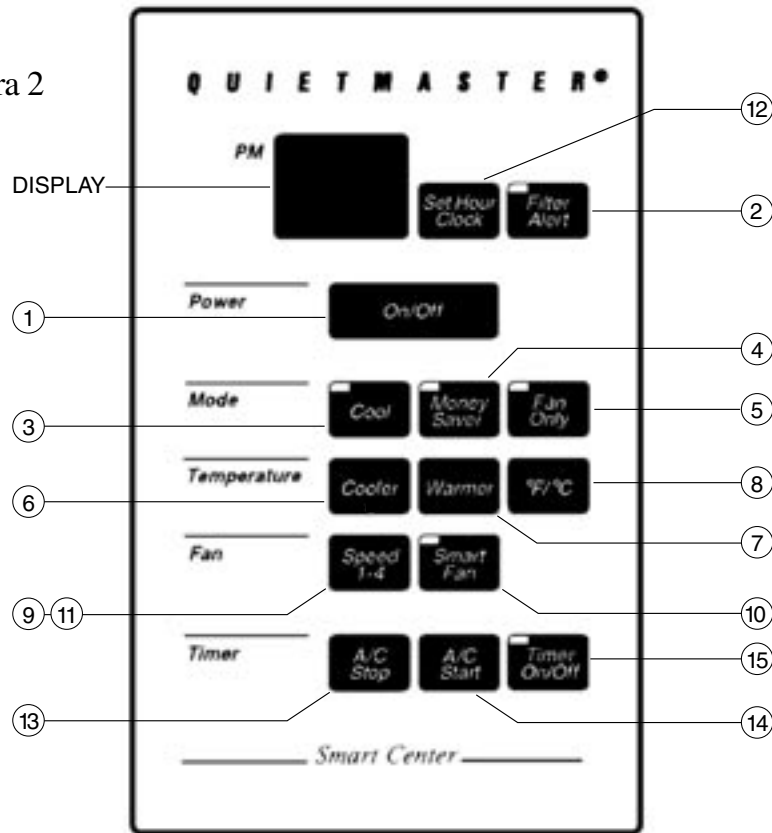 ra 2
QUIETMASTER®
12
PM
DISPLAY
Set Hour Clock
Filter Alert
2
Power
On/Off
1
4
Mode
Cool
Money Saver
Fan Only
3
5
Temperature
Cooler
Warmer
°F/°C
6
8
7
Fan
Speed 1-4
Smart Fan
9
11
10
Timer
A/C Stop
A/C Start
Timer On/Off
15
13
14
Smart Center